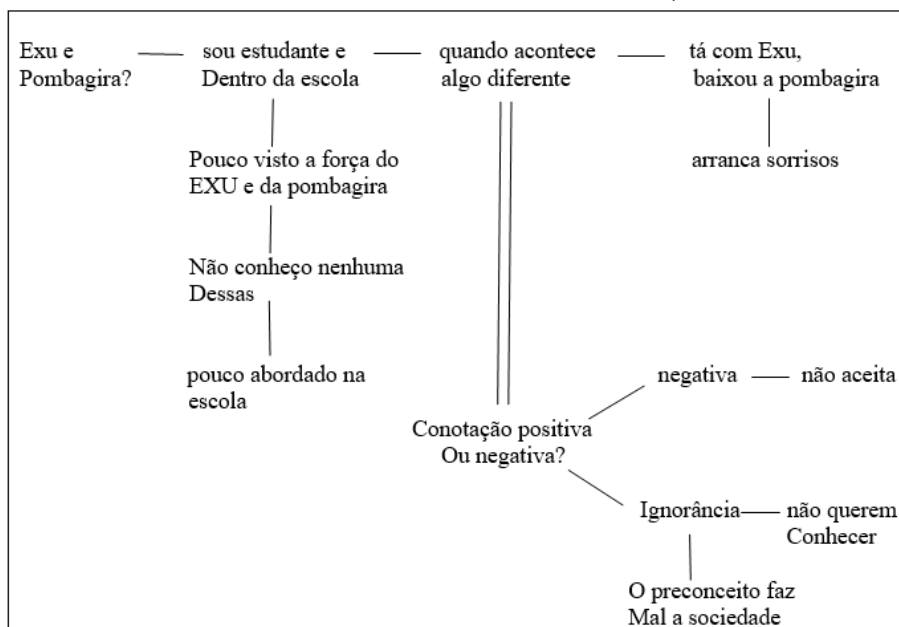 Exu e
Pombagira?
sou estudante e
Dentro da escola
quando acontece
algo diferente
tá com Exu,
baixou a pombagira
Pouco visto a força do
EXU e da pombagira
arranca sorrisos
Não conheço nenhuma
Dessas
pouco abordado na
escola
negativa
não aceita
Conotação positiva
Ou negativa?
Ignorância
não querem
Conhecer
O preconceito faz
Mal a sociedade